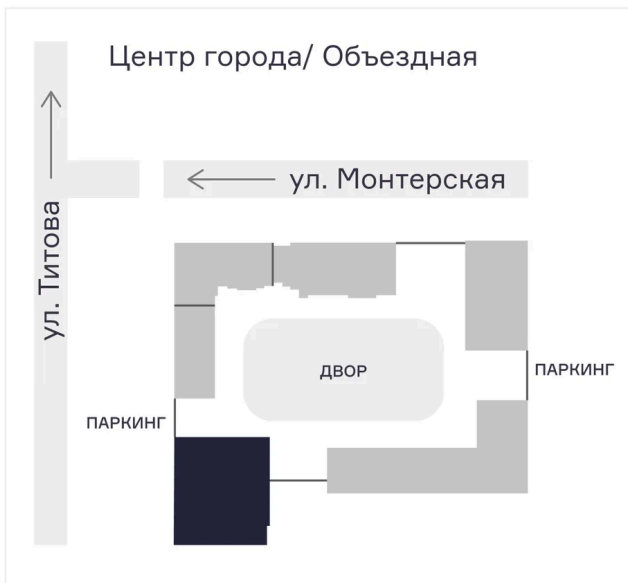 Центр города/ Объездная
ул. Монтерская
ул. Титова
ДВОР
ПАРКИНГ
ПАРКИНГ